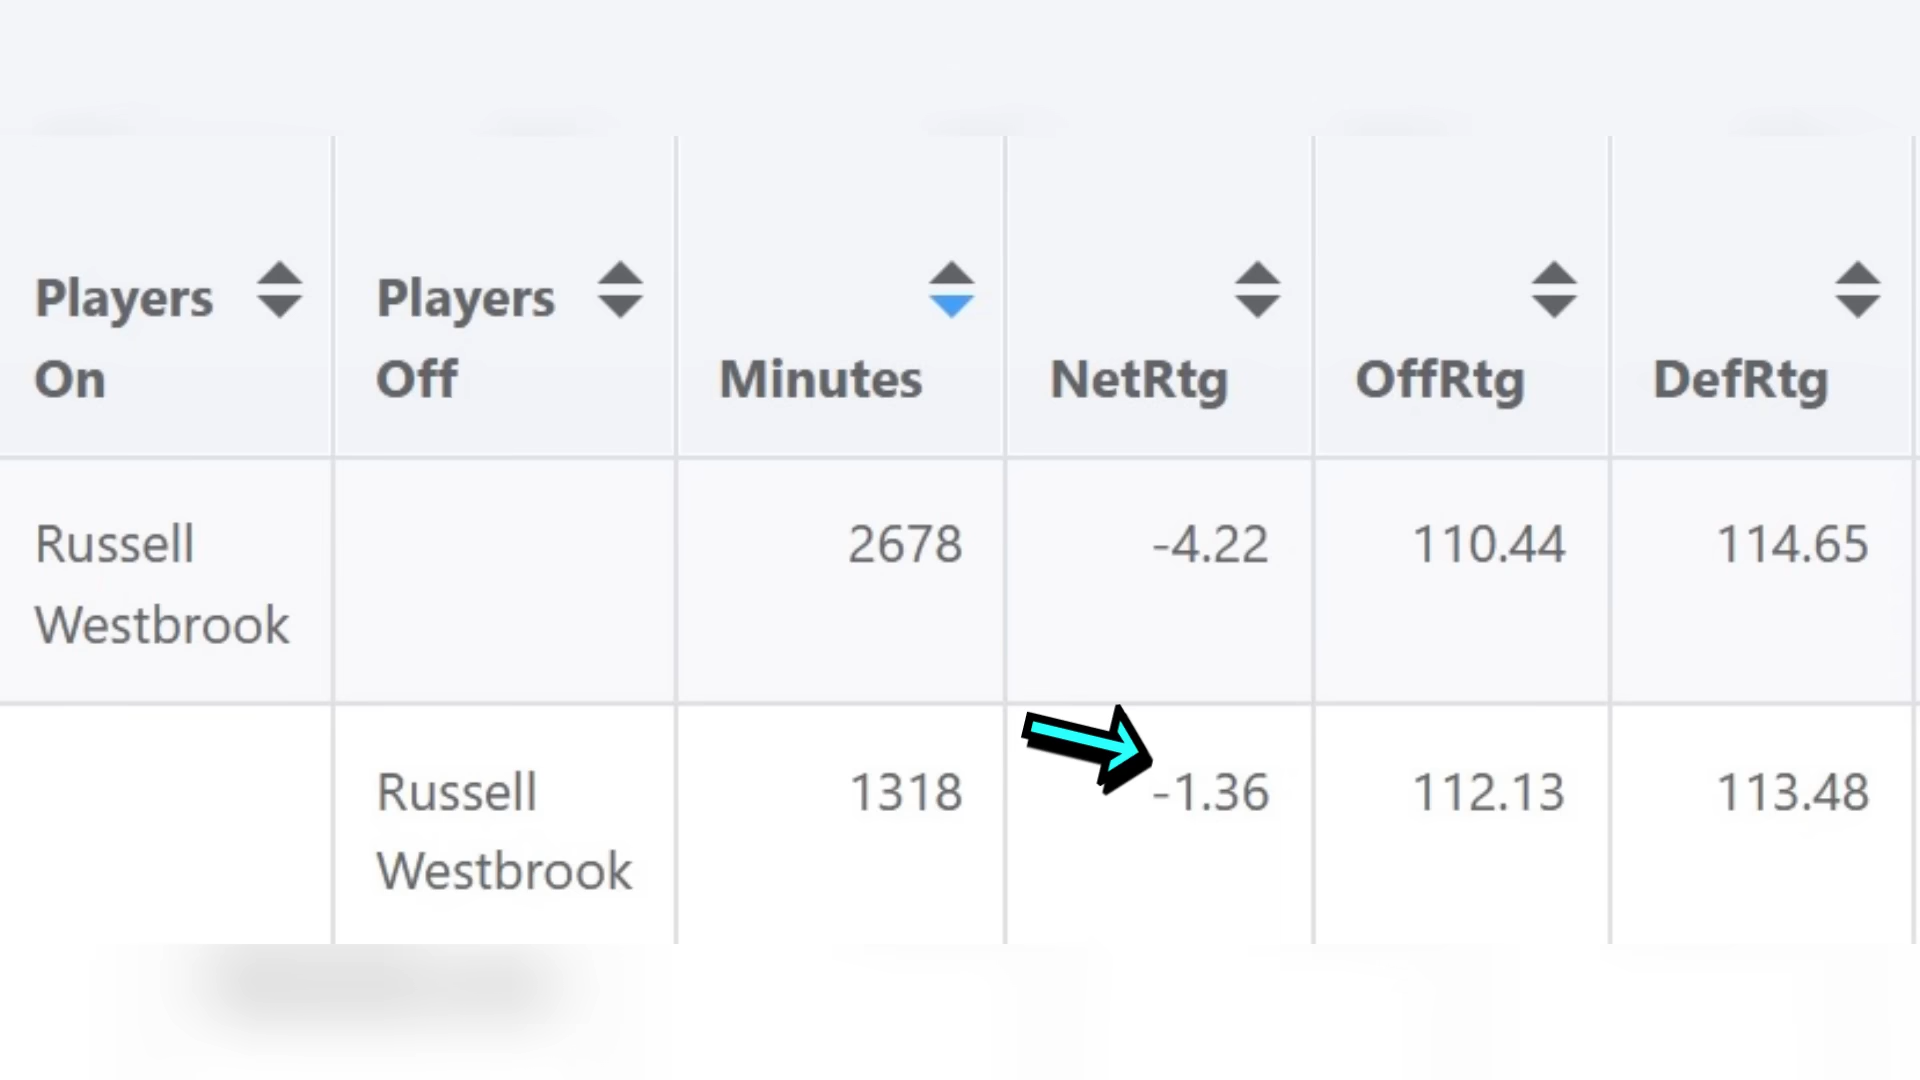 Players On
Players Off
Minutes
NetRtg
OffRtg
DefRtg
Russell Westbrook
2678
-4.22
110.44
114.65
Russell Westbrook
1318
-1.36
112.13
113.48